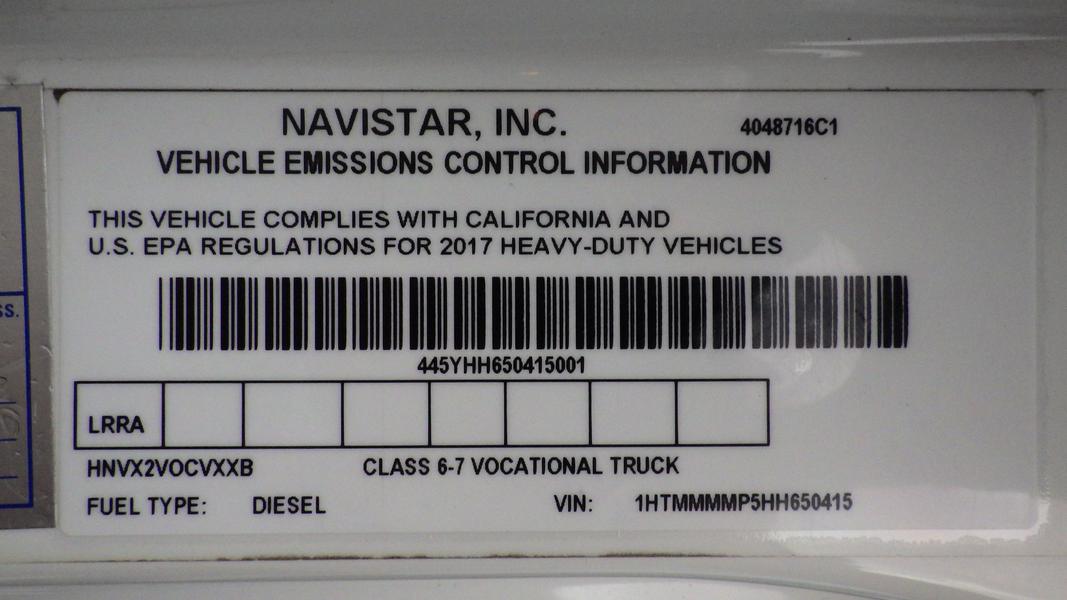 NAVISTAR, INC.
4048716C1
VEHICLE EMISSIONS CONTROL INFORMATION
THIS VEHICLE COMPLIES WITH CALIFORNIA AND
U.S. EPA REGULATIONS FOR 2017 HEAVY-DUTY VEHICLES
SS.
445YHH650415001
LRRA
HNVX2VOCVXXB CLASS 6-7 VOCATIONAL TRUCK
FUEL TYPE: DIESEL VIN: 1HTMMMMP5HH650415